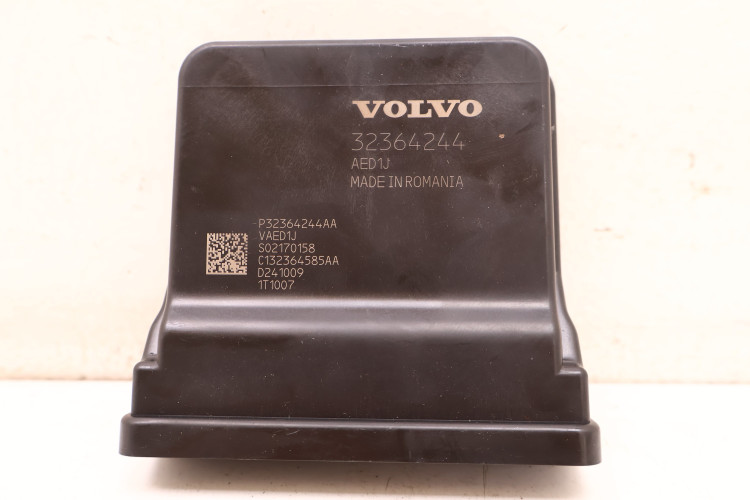 VOLVO
32364244
AED1J
MADE IN ROMANIA
P32364244AA
VAED1J
S02170158
C132364585AA
D241009
1T1007